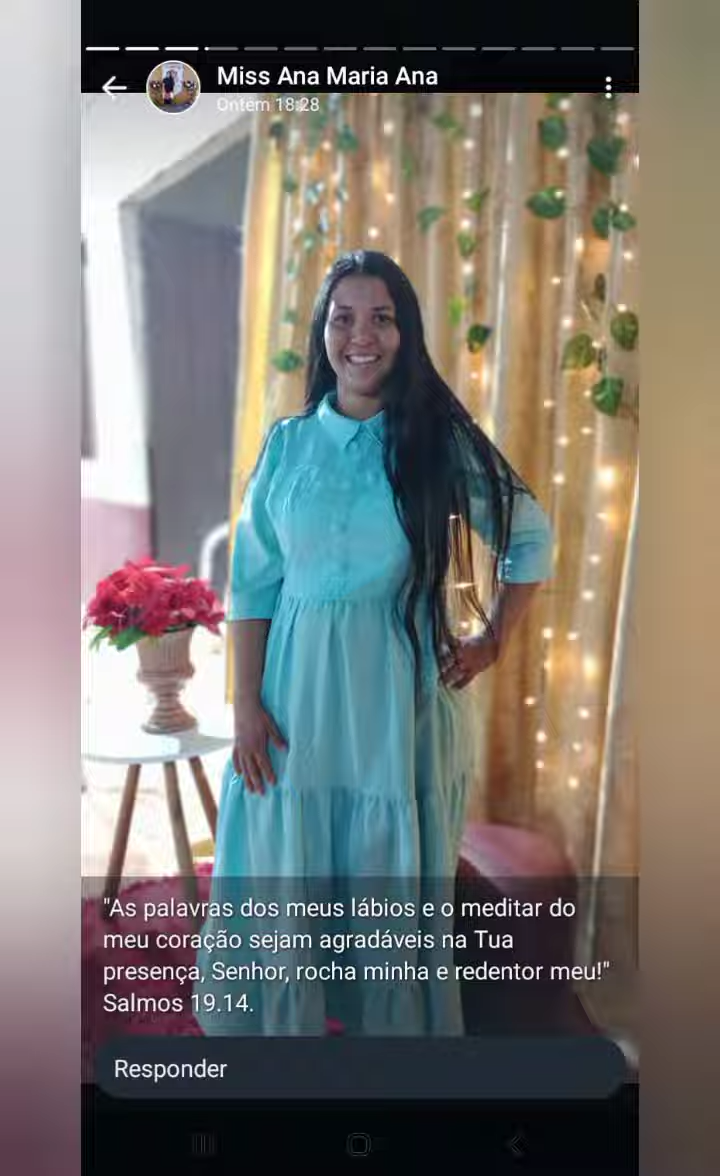 Miss Ana Maria Ana
Ontem 18:28
"As palavras dos meus lábios e o meditar do
meu coração sejam agradáveis na Tua
presença, Senhor, rocha minha e redentor meu!"
Salmos 19.14.
Responder